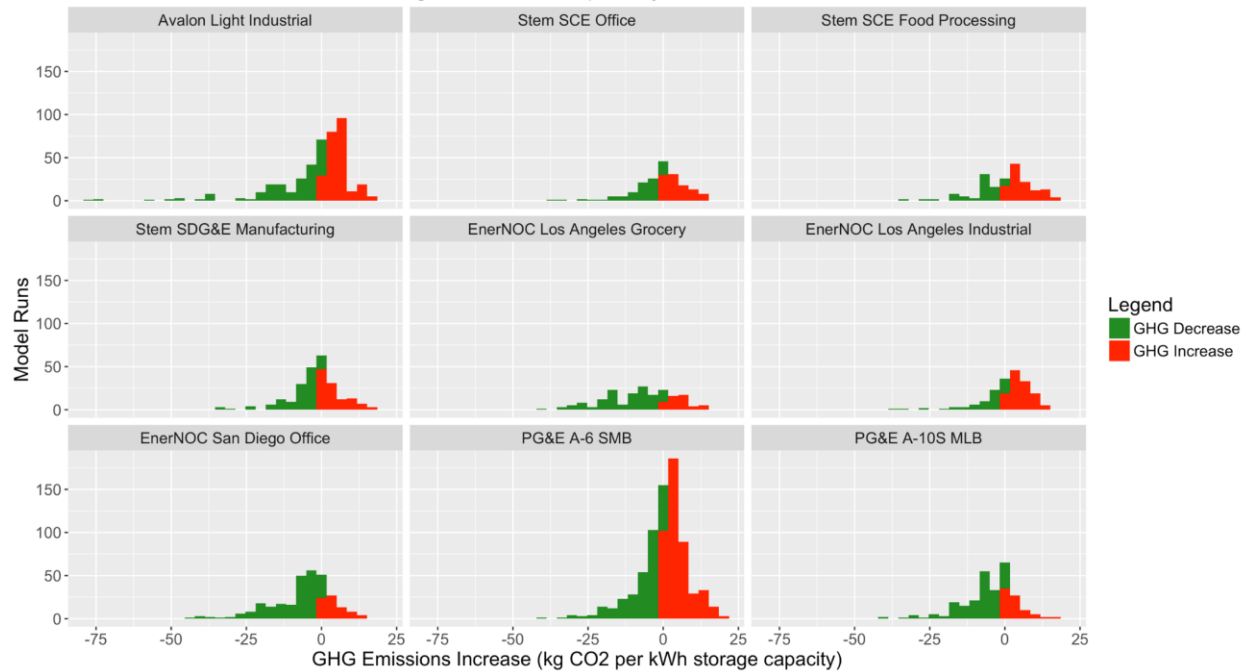 Avalon Light Industrial
Stem SCE Office
Stem SCE Food Processing
150
100
50
0
Stem SDG&E Manufacturing
EnerNOC Los Angeles Grocery
EnerNOC Los Angeles Industrial
150
100
50
0
EnerNOC San Diego Office
PG&E A-6 SMB
PG&E A-10S MLB
150
100
50
0
-75 -50 -25 0 25
-75 -50 -25 0 25
-75 -50 -25 0 25
Model Runs
GHG Emissions Increase (kg CO2 per kWh storage capacity)
Legend
GHG Decrease
GHG Increase